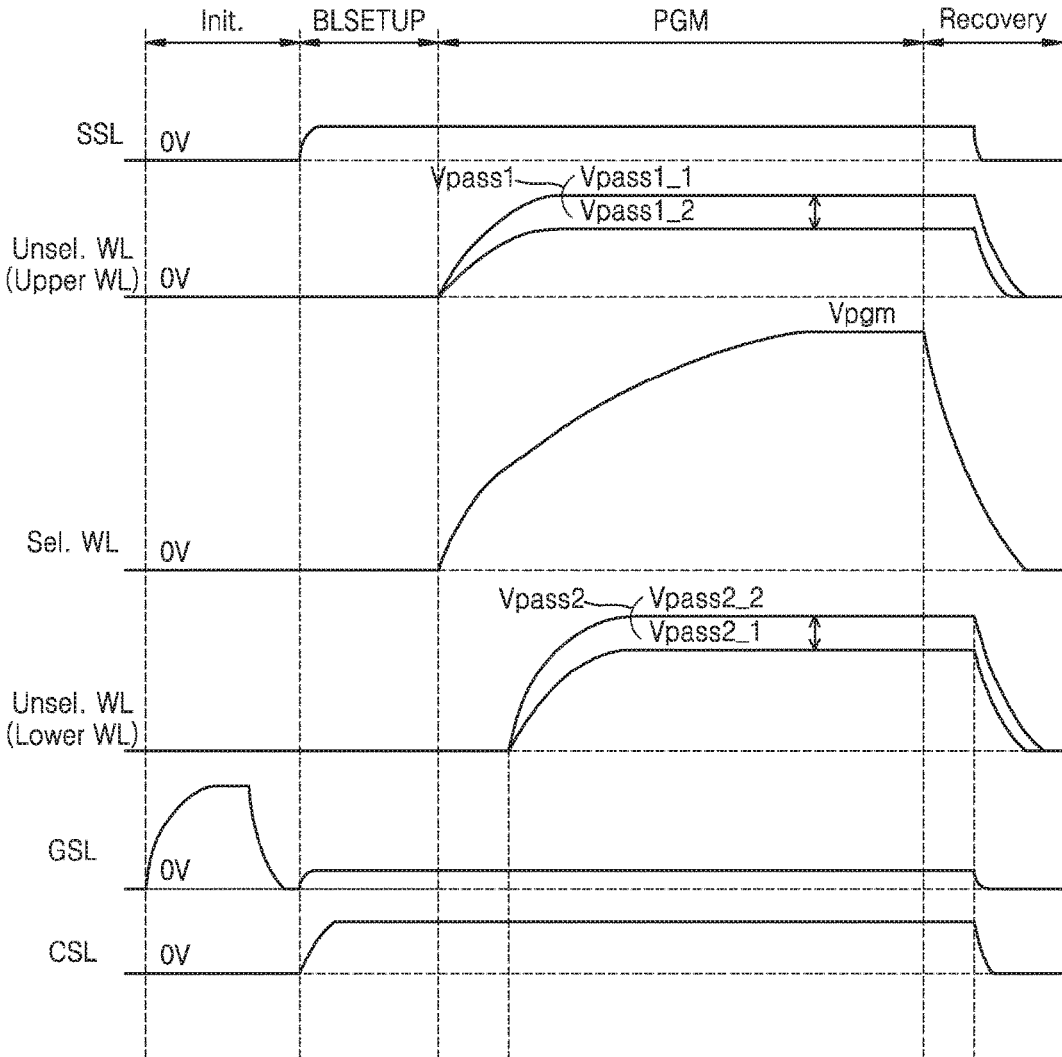 Init. BLSETUP PGM Recovery
SSL 0V
Vpass1 Vpass1_1
Vpass1_2
Unsel. WL
(Upper WL) 0V
Vpgm
Sel. WL 0V
Vpass2 Vpass2_2
Vpass2_1
Unsel. WL
(Lower WL)
GSL 0V
CSL 0V